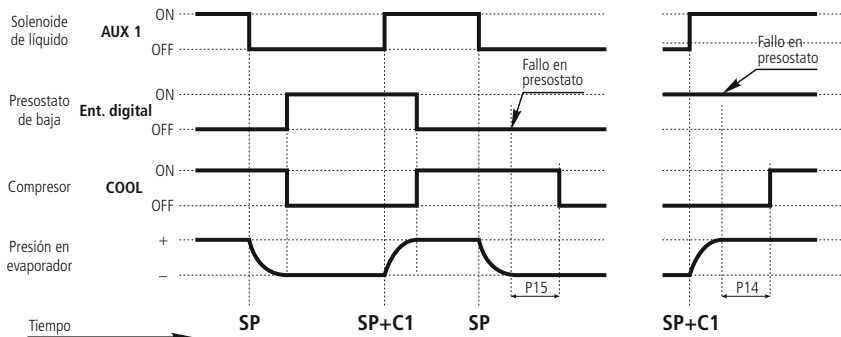 Solenoide
de líquido
AUX 1
ON
OFF
Fallo en
presostato
Fallo en
presostato
Presostato
de baja
Ent. digital
ON
OFF
Compresor
COOL
ON
OFF
Presión en
evaporador
+
–
P15
P14
Tiempo
SP
SP+C1
SP
SP+C1